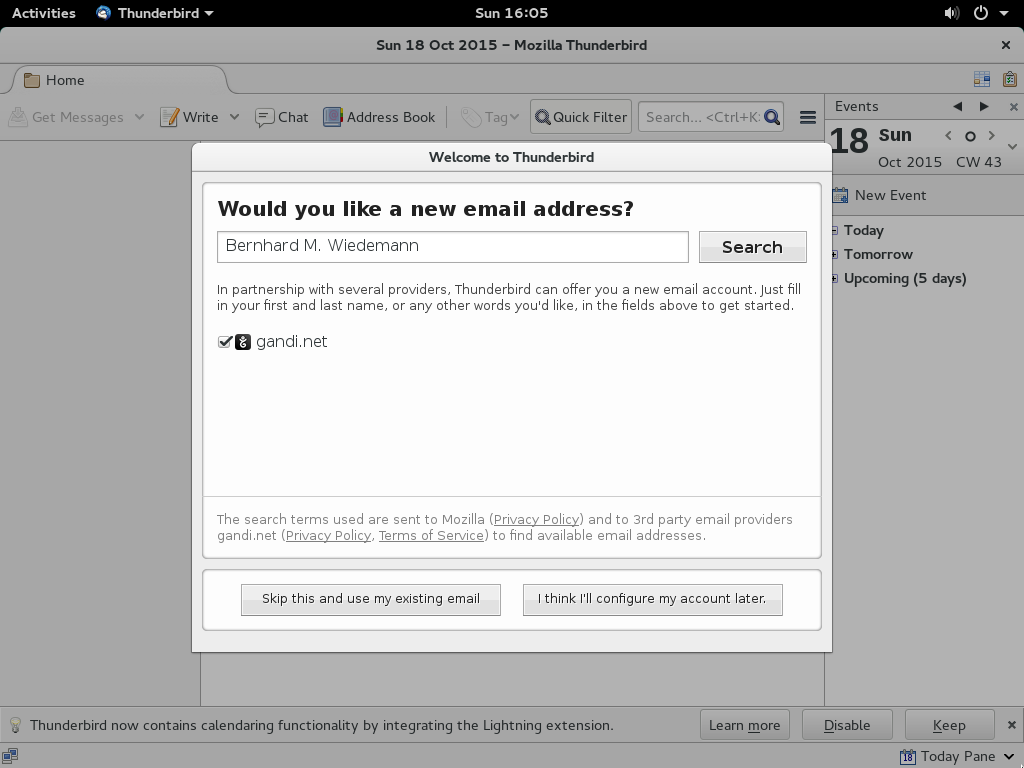 Activities Thunderbird Sun 16:05
Sun 18 Oct 2015 – Mozilla Thunderbird
Home
Get Messages Write Chat Address Book Tag Quick Filter Search... <Ctrl+K
Events
18 Sun
Oct 2015 CW 43
New Event
Today
Tomorrow
Upcoming (5 days)
Welcome to Thunderbird
Would you like a new email address?
Bernhard M. Wiedemann Search
In partnership with several providers, Thunderbird can offer you a new email account. Just fill
in your first and last name, or any other words you'd like, in the fields above to get started.
gandi.net
The search terms used are sent to Mozilla (Privacy Policy) and to 3rd party email providers
gandi.net (Privacy Policy, Terms of Service) to find available email addresses.
Skip this and use my existing email I think I'll configure my account later.
Thunderbird now contains calendaring functionality by integrating the Lightning extension. Learn more Disable Keep
18 Today Pane